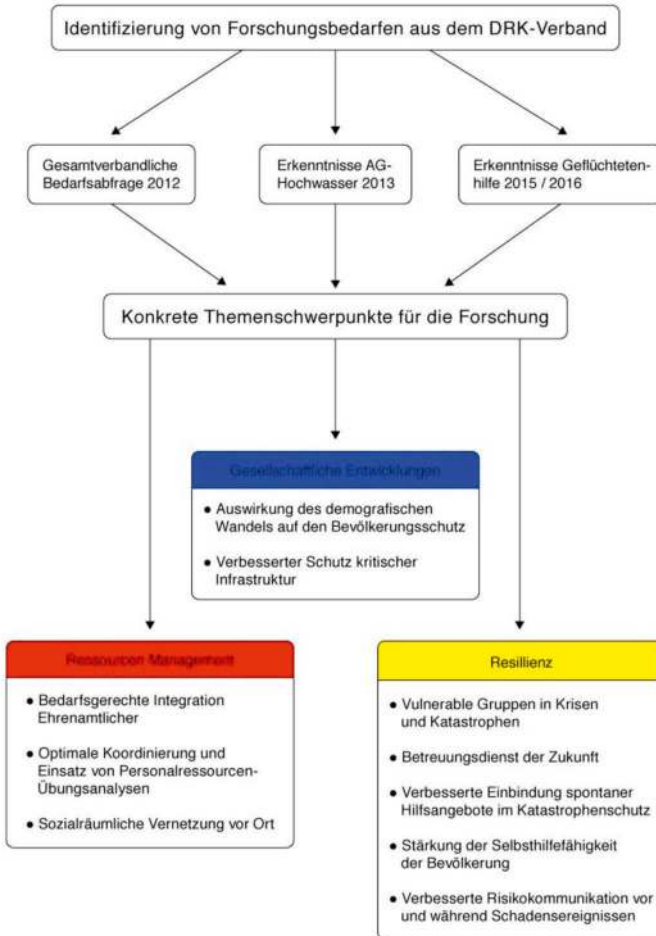 Identifizierung von Forschungsbedarfen aus dem DRK-Verband
Gesamtverbandliche
Bedarfsabfrage 2012
Erkenntnisse AG-
Hochwasser 2013
Erkenntnisse Geflüchteten-
hilfe 2015 / 2016
Konkrete Themenschwerpunkte für die Forschung
Gesellschaftliche Entwicklungen
● Auswirkung des demografischen
Wandels auf den Bevölkerungsschutz
● Verbesserter Schutz kritischer
Infrastruktur
Ressourcen Management
● Bedarfsgerechte Integration
Ehrenamtlicher
● Optimale Koordinierung und
Einsatz von Personalressourcen-
Übungsanalysen
● Sozialräumliche Vernetzung vor Ort
Resillienz
● Vulnerable Gruppen in Krisen
und Katastrophen
● Betreuungsdienst der Zukunft
● Verbesserte Einbindung spontaner
Hilfsangebote im Katastrophenschutz
● Stärkung der Selbsthilfefähigkeit
der Bevölkerung
● Verbesserte Risikokommunikation vor
und während Schadensereignissen